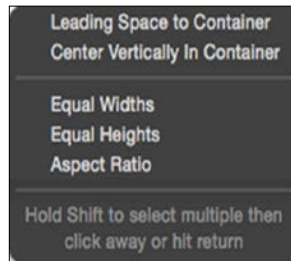 Leading Space to Container
Center Vertically In Container
Equal Widths
Equal Heights
Aspect Ratio
Hold Shift to select multiple then
click away or hit return